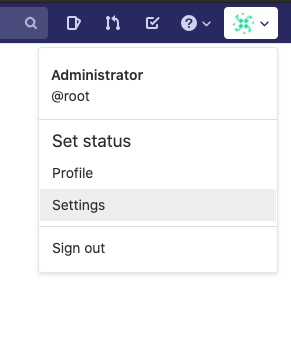 Administrator
@root
Set status
Profile
Settings
Sign out